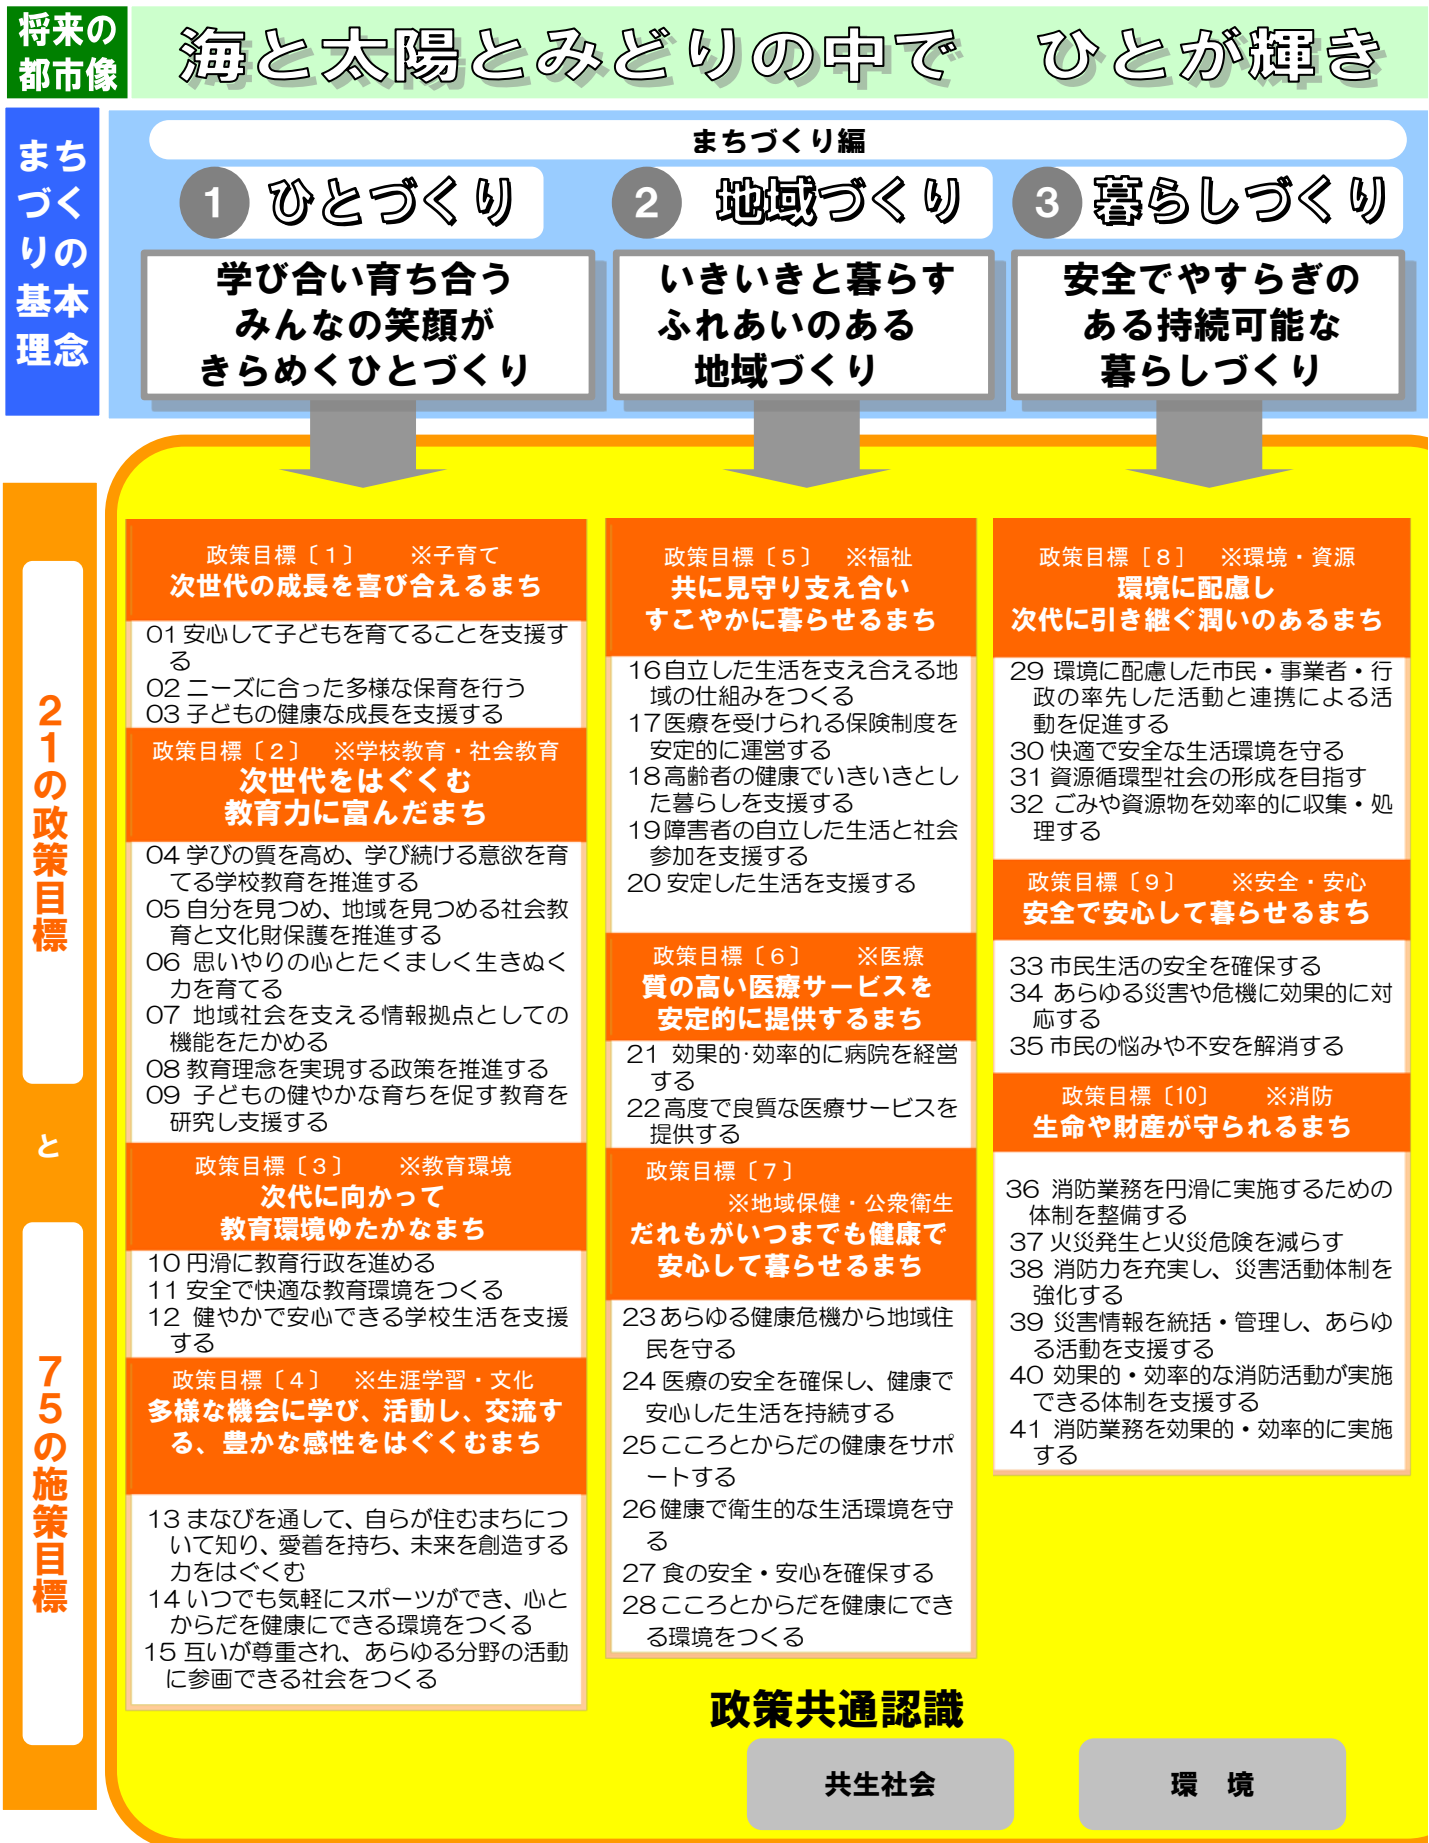 将来の
都市像
海と太陽とみどりの中で　ひとが輝き
まち
づく
りの
基本
理念
まちづくり編
1 ひとづくり
学び合い育ち合う
みんなの笑顔が
きらめくひとづくり
2 地域づくり
いきいきと暮らす
ふれあいのある
地域づくり
3 暮らしづくり
安全でやすらぎの
ある持続可能な
暮らしづくり
21の政策目標
と
75の施策目標
政策目標〔1〕　※子育て
次世代の成長を喜び合えるまち
01 安心して子どもを育てることを支援す
る
02 ニーズに合った多様な保育を行う
03 子どもの健康な成長を支援する
政策目標〔2〕　※学校教育・社会教育
次世代をはぐくむ
教育力に富んだまち
04 学びの質を高め、学び続ける意欲を育
てる学校教育を推進する
05 自分を見つめ、地域を見つめる社会教
育と文化財保護を推進する
06 思いやりの心とたくましく生きぬく
力を育てる
07 地域社会を支える情報拠点としての
機能をたかめる
08 教育理念を実現する政策を推進する
09 子どもの健やかな育ちを促す教育を
研究し支援する
政策目標〔3〕　※教育環境
次代に向かって
教育環境ゆたかなまち
10 円滑に教育行政を進める
11 安全で快適な教育環境をつくる
12 健やかで安心できる学校生活を支援
する
政策目標〔4〕　※生涯学習・文化
多様な機会に学び、活動し、交流す
る、豊かな感性をはぐくむまち
13 まなびを通して、自らが住むまちにつ
いて知り、愛着を持ち、未来を創造する
力をはぐくむ
14 いつでも気軽にスポーツができ、心と
からだを健康にできる環境をつくる
15 互いが尊重され、あらゆる分野の活動
に参画できる社会をつくる
政策目標〔5〕　※福祉
共に見守り支え合い
すこやかに暮らせるまち
16 自立した生活を支え合える地
域の仕組みをつくる
17 医療を受けられる保険制度を
安定的に運営する
18 高齢者の健康でいきいきとし
た暮らしを支援する
19 障害者の自立した生活と社会
参加を支援する
20 安定した生活を支援する
政策目標〔6〕　※医療
質の高い医療サービスを
安定的に提供するまち
21 効果的･効率的に病院を経営
する
22 高度で良質な医療サービスを
提供する
政策目標〔7〕
※地域保健・公衆衛生
だれもがいつまでも健康で
安心して暮らせるまち
23 あらゆる健康危機から地域住
民を守る
24 医療の安全を確保し、健康で
安心した生活を持続する
25 こころとからだの健康をサポ
ートする
26 健康で衛生的な生活環境を守
る
27 食の安全・安心を確保する
28 こころとからだを健康にでき
る環境をつくる
政策目標［8］　※環境・資源
環境に配慮し
次代に引き継ぐ潤いのあるまち
29 環境に配慮した市民・事業者・行
政の率先した活動と連携による活
動を促進する
30 快適で安全な生活環境を守る
31 資源循環型社会の形成を目指す
32 ごみや資源物を効率的に収集・処
理する
政策目標〔9〕　※安全・安心
安全で安心して暮らせるまち
33 市民生活の安全を確保する
34 あらゆる災害や危機に効果的に対
応する
35 市民の悩みや不安を解消する
政策目標〔10〕　※消防
生命や財産が守られるまち
36 消防業務を円滑に実施するための
体制を整備する
37 火災発生と火災危険を減らす
38 消防力を充実し、災害活動体制を
強化する
39 災害情報を統括・管理し、あらゆ
る活動を支援する
40 効果的・効率的な消防活動が実施
できる体制を支援する
41 消防業務を効果的・効率的に実施
する
政策共通認識
共生社会
環　境